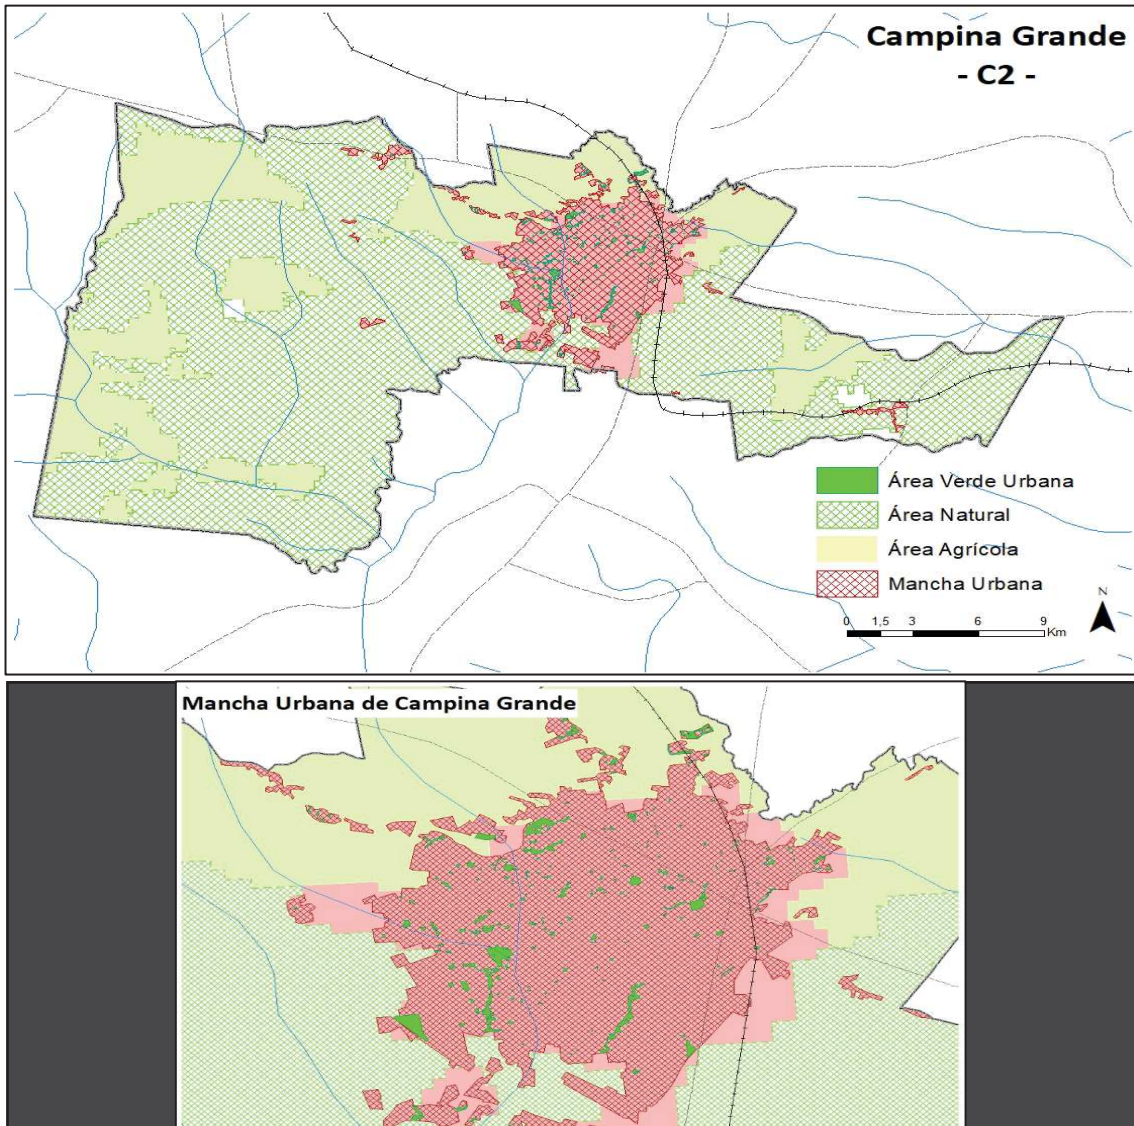 Campina Grande
- C2 -
Área Verde Urbana
Área Natural
Área Agrícola
Mancha Urbana
N
0 1,5 3 6 9
Km
Mancha Urbana de Campina Grande